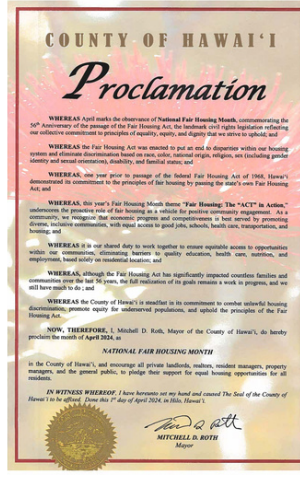 COUNTY OF HAWAI‘I
Proclamation
WHEREAS April marks the observance of National Fair Housing Month, commemorating the
56th Anniversary of the passage of the Fair Housing Act, the landmark civil rights legislation reflecting
our collective commitment to principles of equality, equity, and dignity that we strive to uphold; and
WHEREAS the Fair Housing Act was enacted to put an end to disparities within our housing
system and eliminate discrimination based on race, color, national origin, religion, sex (including gender
identity and sexual orientation), disability, and familial status; and
WHEREAS, one year prior to passage of the federal Fair Housing Act of 1968, Hawai‘i
demonstrated its commitment to the principles of fair housing by passing the state's own Fair Housing
Act; and
WHEREAS, this year's Fair Housing Month theme "Fair Housing: The “ACT” in Action,"
underscores the proactive role of fair housing as a vehicle for positive community engagement. As a
community, we recognize that economic progress and competitiveness is best served by promoting
diverse, inclusive communities, with equal access to good jobs, schools, health care, transportation, and
housing; and
WHEREAS it is our shared duty to work together to ensure equitable access to opportunities
within our communities, eliminating barriers to quality education, health care, nutrition, and
employment, based solely on residential location; and
WHEREAS, although the Fair Housing Act has significantly impacted countless families and
communities over the last 56 years, the full realization of its goals remains a work in progress, and we
still have much to do ; and
WHEREAS the County of Hawai‘i is steadfast in its commitment to combat unlawful housing
discrimination, promote equity for underserved populations, and uphold the principles of the Fair
Housing Act.
NOW, THEREFORE, I, Mitchell D. Roth, Mayor of the County of Hawai‘i, do hereby
proclaim the month of April 2024, as
NATIONAL FAIR HOUSING MONTH
in the County of Hawai‘i, and encourage all private landlords, realtors, resident managers, property
managers, and the general public, to pledge their support for equal housing opportunities for all
residents.
IN WITNESS WHEREOF, I have hereunto set my hand and caused The Seal of the County of
Hawai‘i to be affixed. Done this 1st day of April 2024, in Hilo, Hawai‘i.
MITCHELL D. ROTH
Mayor